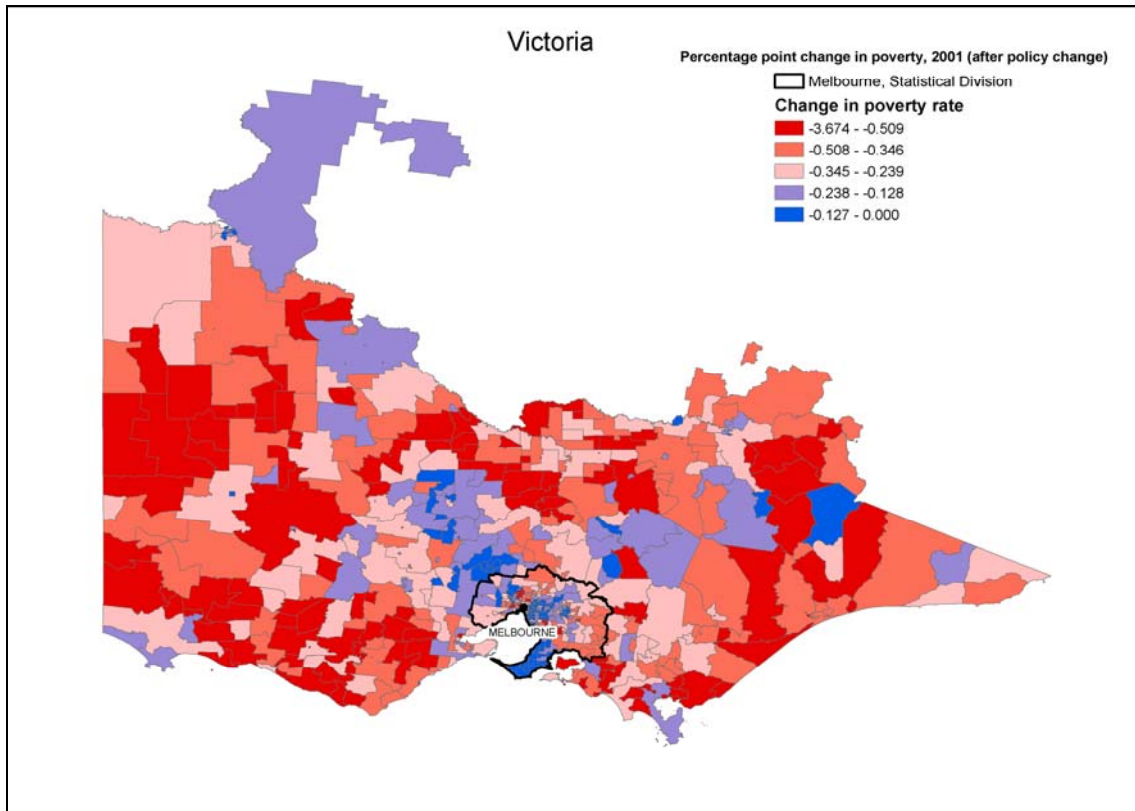 Victoria
Percentage point change in poverty, 2001 (after policy change)
Melbourne, Statistical Division
Change in poverty rate
-3.674 - -0.509
-0.508 - -0.346
-0.345 - -0.239
-0.238 - -0.128
-0.127 - 0.000
MELBOURNE